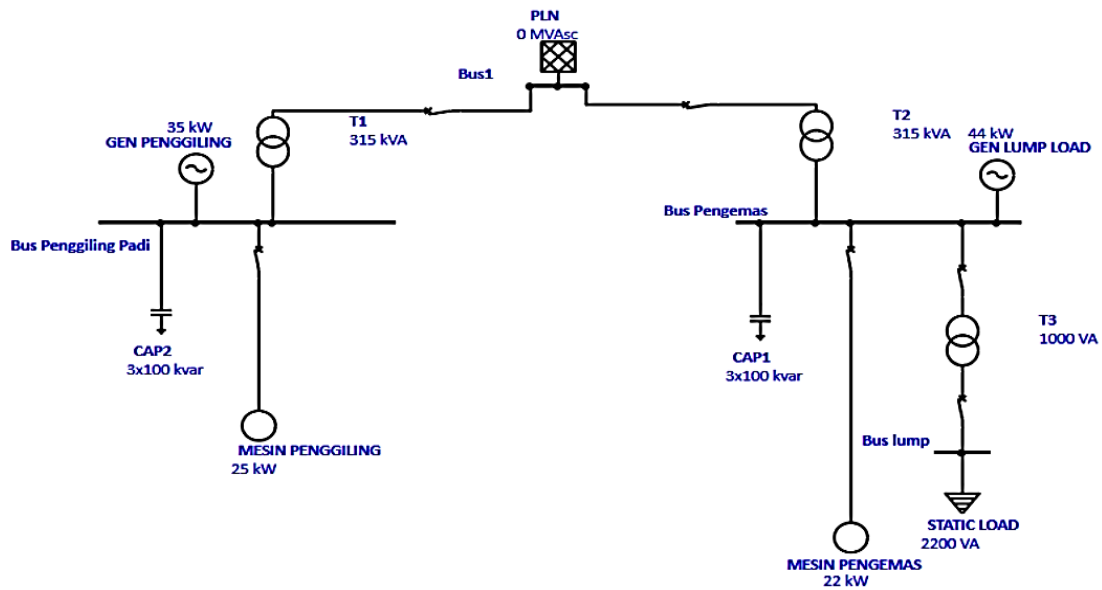 PLN
0 MVAsc
Bus1
T1
315 kVA
35 kW
GEN PENGGILING
T2
315 kVA
44 kW
GEN LUMP LOAD
Bus Penggiling Padi
Bus Pengemas
CAP2
3x100 kvar
CAP1
3x100 kvar
T3
1000 VA
MESIN PENGGILING
25 kW
Bus lump
STATIC LOAD
2200 VA
MESIN PENGEMAS
22 kW